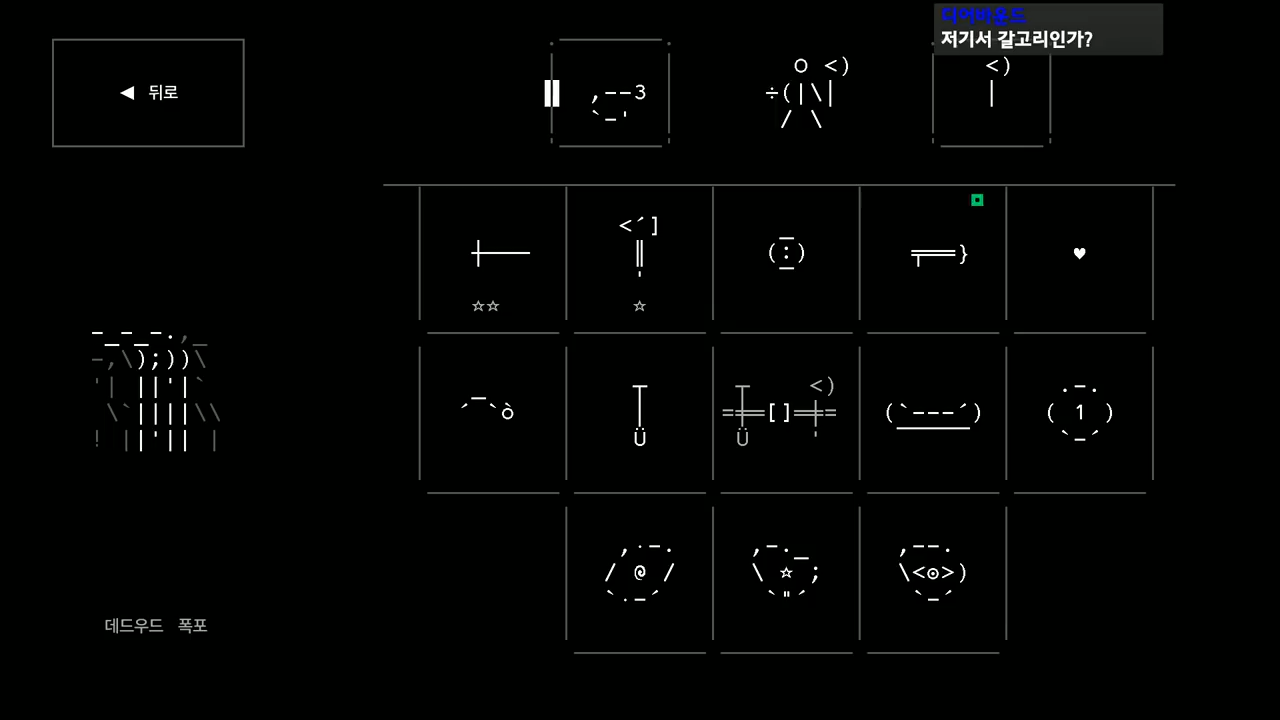 디어바운드
저기서 갈고리인가?
◀ 뒤로
데드우드 폭포